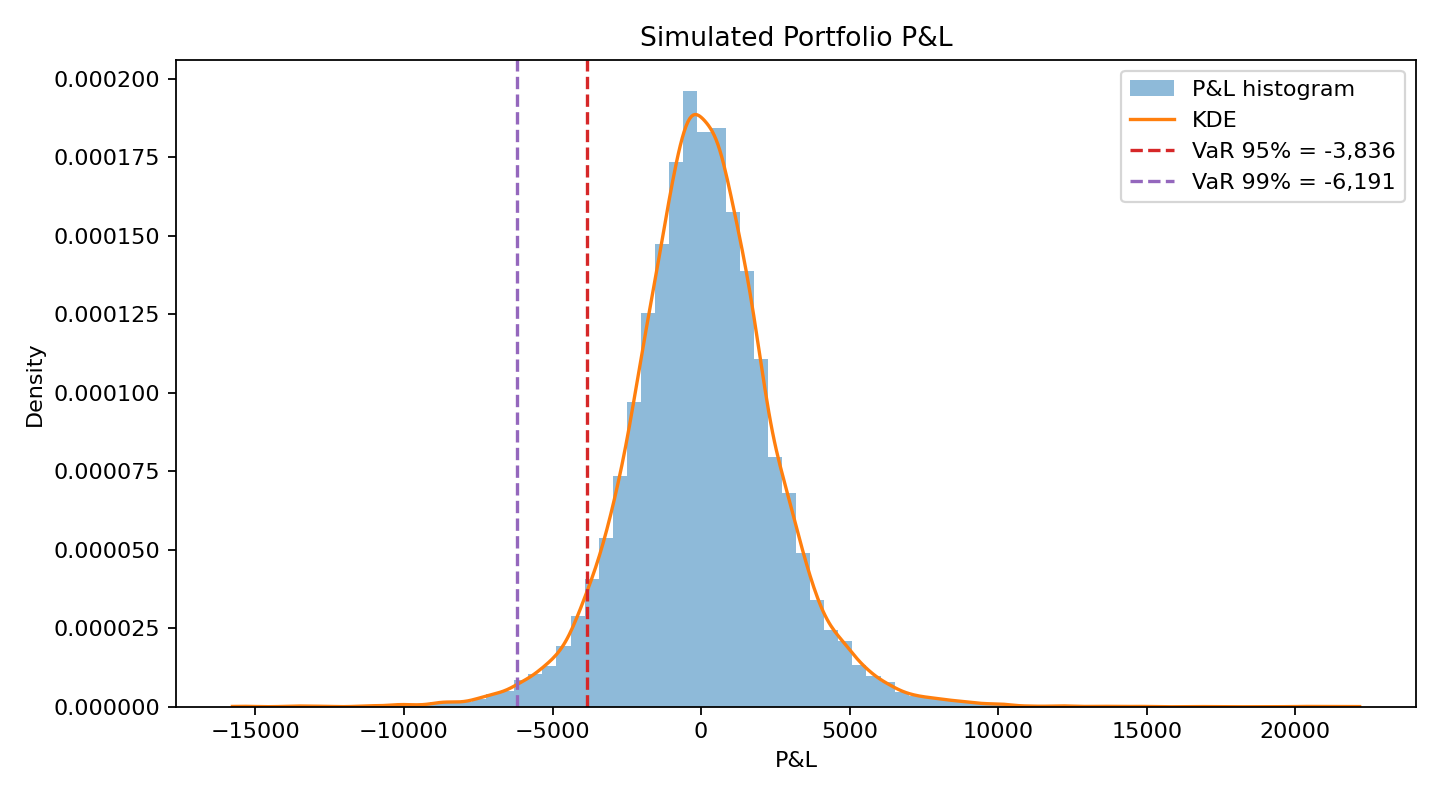 Simulated Portfolio P&L
P&L histogram
KDE
VaR 95% = -3,836
VaR 99% = -6,191
Density
0.000200
0.000175
0.000150
0.000125
0.000100
0.000075
0.000050
0.000025
0.000000
−15000 −10000 −5000 0 5000 10000 15000 20000
P&L